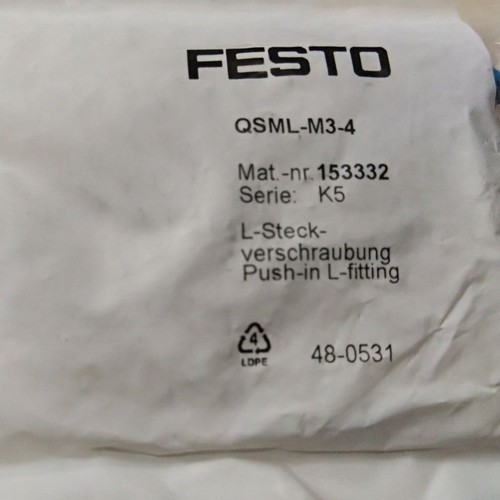 FESTO
QSML-M3-4
Mat.-nr.153332
Serie: K5
L-Steck-
verschraubung
Push-in L-fitting
4
LDPE
48-0531